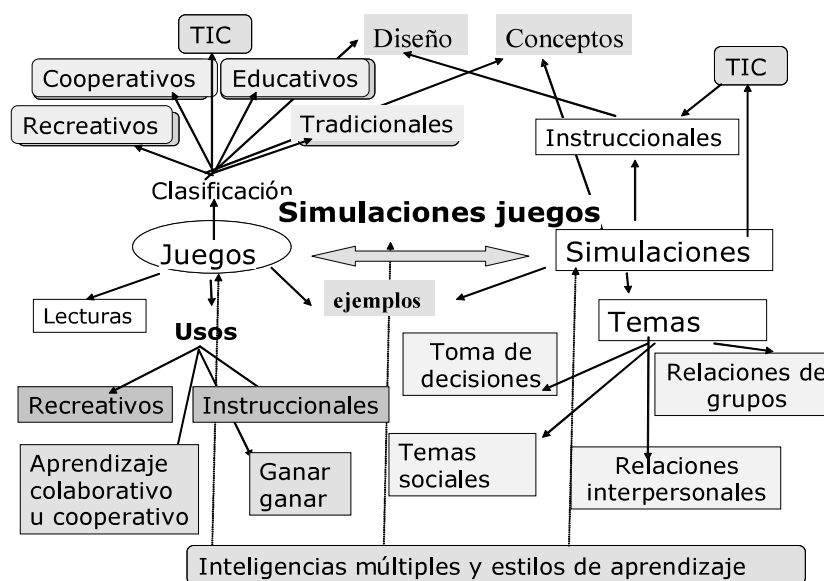 TIC
Diseño
Conceptos
Cooperativos
Educativos
TIC
Recreativos
Tradicionales
Instruccionales
Clasificación
Simulaciones juegos
Juegos
Simulaciones
ejemplos
Lecturas
Usos
Temas
Toma de
decisiones
Relaciones de
grupos
Recreativos
Instruccionales
Aprendizaje
colaborativo
u cooperativo
Ganar
ganar
Temas
sociales
Relaciones
interpersonales
Inteligencias múltiples y estilos de aprendizaje